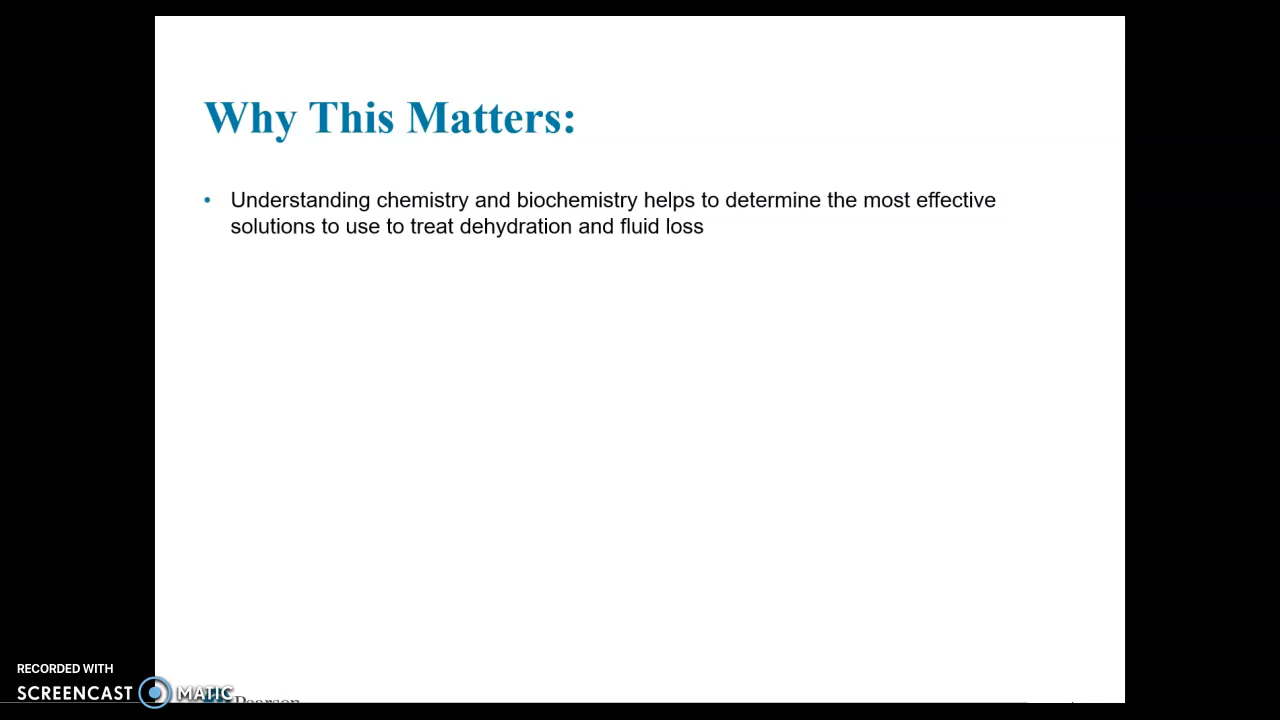 Why This Matters:
• Understanding chemistry and biochemistry helps to determine the most effective
solutions to use to treat dehydration and fluid loss
RECORDED WITH
SCREENCAST MATIC
Pearson